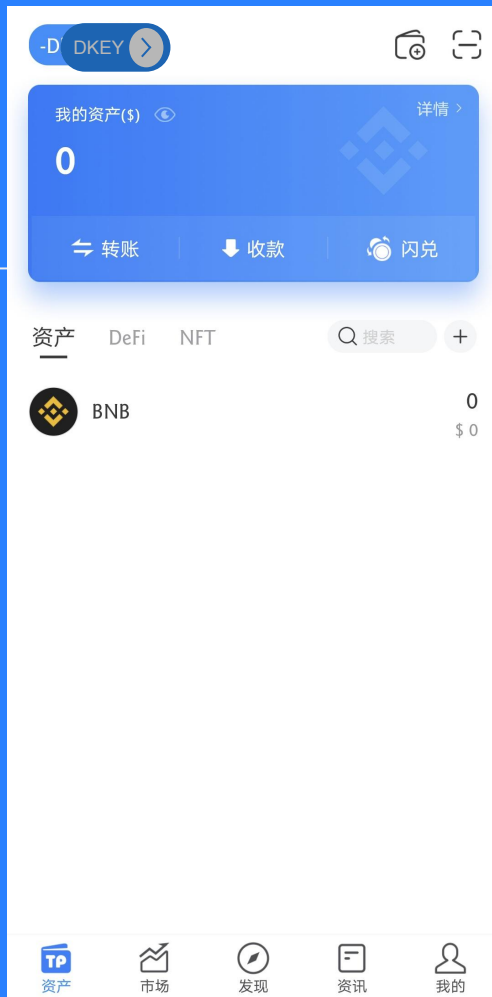 -D
DKEY
我的资产($)
详情
0
转账
收款
闪兑
资产
DeFi
NFT
搜索
BNB
0
$ 0
TP
资产
市场
发现
资讯
我的